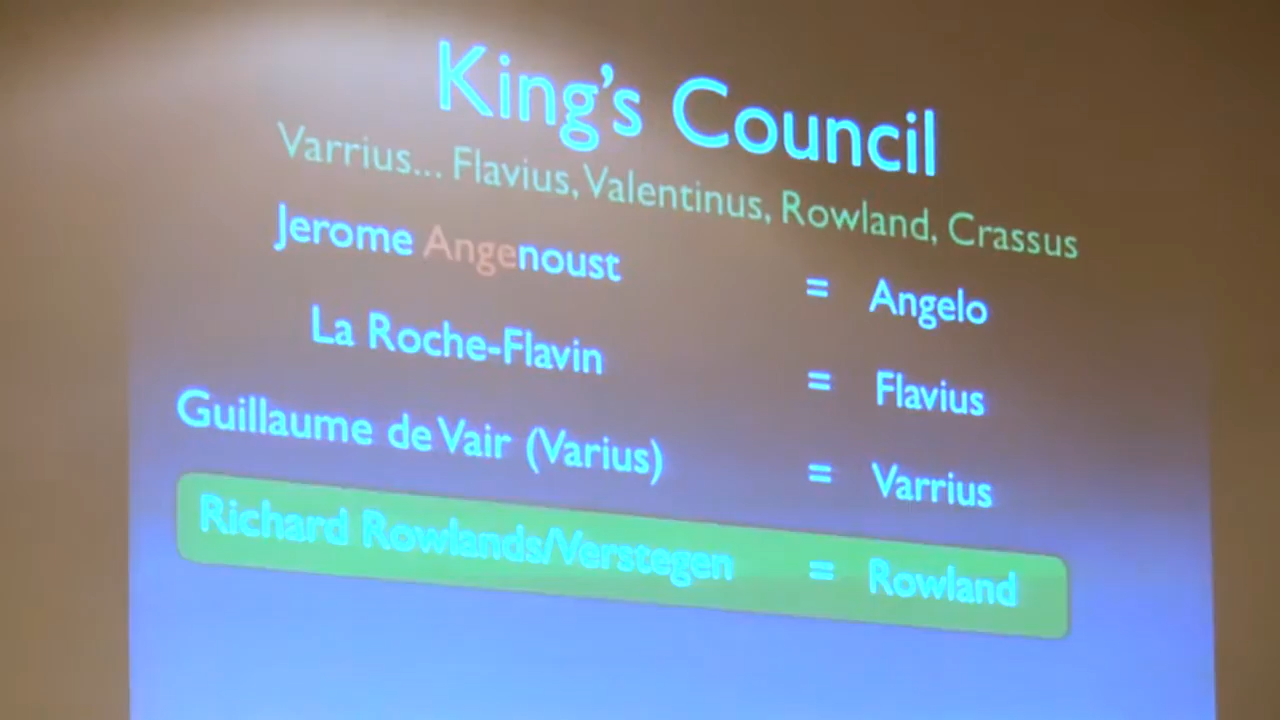 King's Council
Varrius... Flavius, Valentinus, Rowland, Crassus
Jerome Angenoust = Angelo
La Roche-Flavin = Flavius
Guillaume de Vair (Varius) = Varrius
Richard Rowlands/Verstegen = Rowland